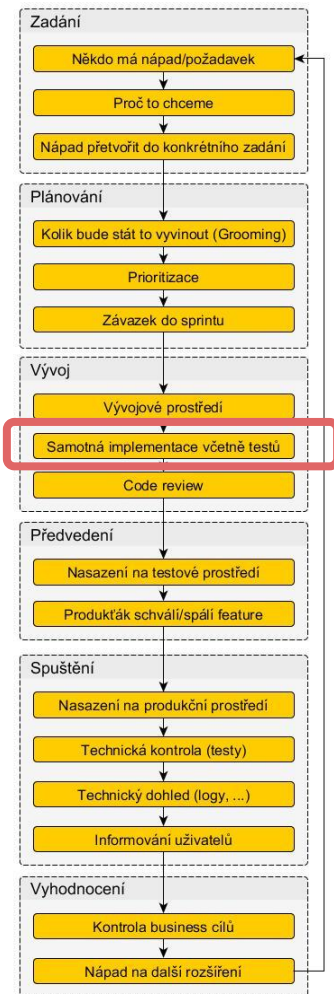 Zadání
Někdo má nápad/požadavek
Proč to chceme
Nápad přetvořit do konkrétního zadání
Plánování
Kolik bude stát to vyvinout (Grooming)
Prioritizace
Závazek do sprintu
Vývoj
Vývojové prostředí
Samotná implementace včetně testů
Code review
Předvedení
Nasazení na testové prostředí
Produkťák schválí/spálí feature
Spuštění
Nasazení na produkční prostředí
Technická kontrola (testy)
Technický dohled (logy, ...)
Informování uživatelů
Vyhodnocení
Kontrola business cílů
Nápad na další rozšíření